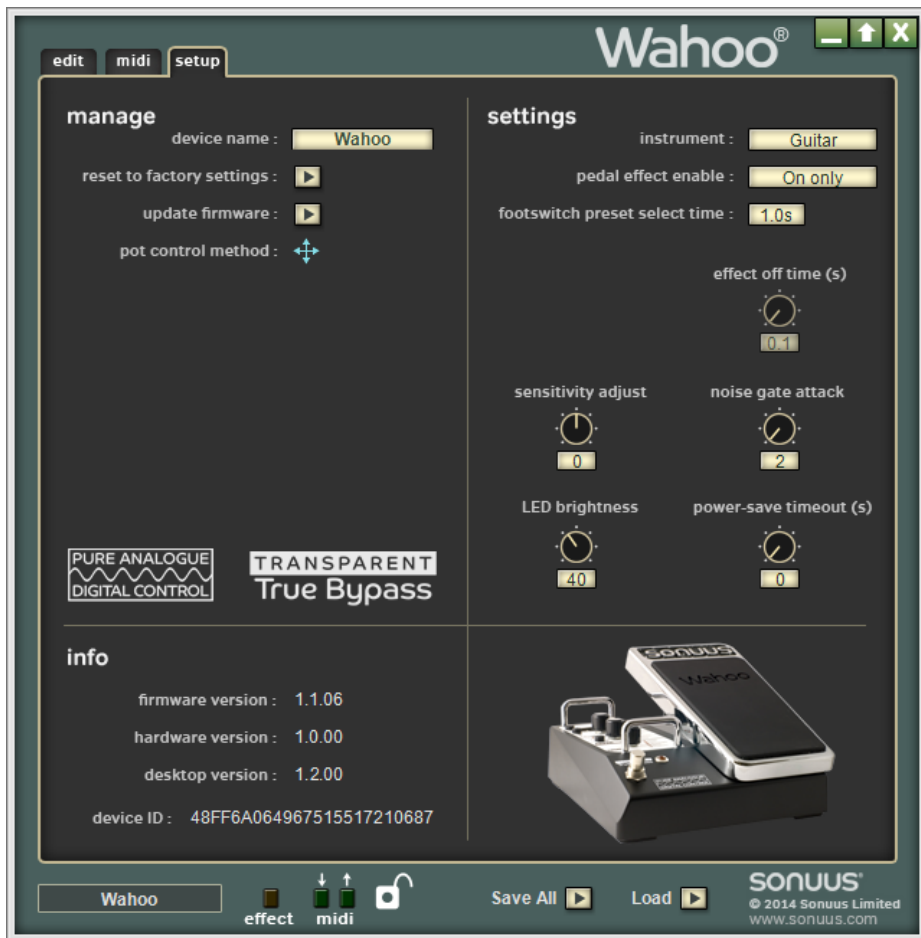 Wahoo®
edit
midi
setup
manage
device name :
Wahoo
reset to factory settings :
update firmware :
pot control method :
PURE ANALOGUE
DIGITAL CONTROL
TRANSPARENT
True Bypass
settings
instrument :
Guitar
pedal effect enable :
On only
footswitch preset select time :
1.0s
effect off time (s)
0.1
sensitivity adjust
0
noise gate attack
2
LED brightness
40
power-save timeout (s)
0
info
firmware version : 1.1.06
hardware version : 1.0.00
desktop version : 1.2.00
device ID : 48FF6A064967515517210687
sonuus
Wahoo
Wahoo
effect
midi
Save All
Load
sonuus®
© 2014 Sonuus Limited
www.sonuus.com